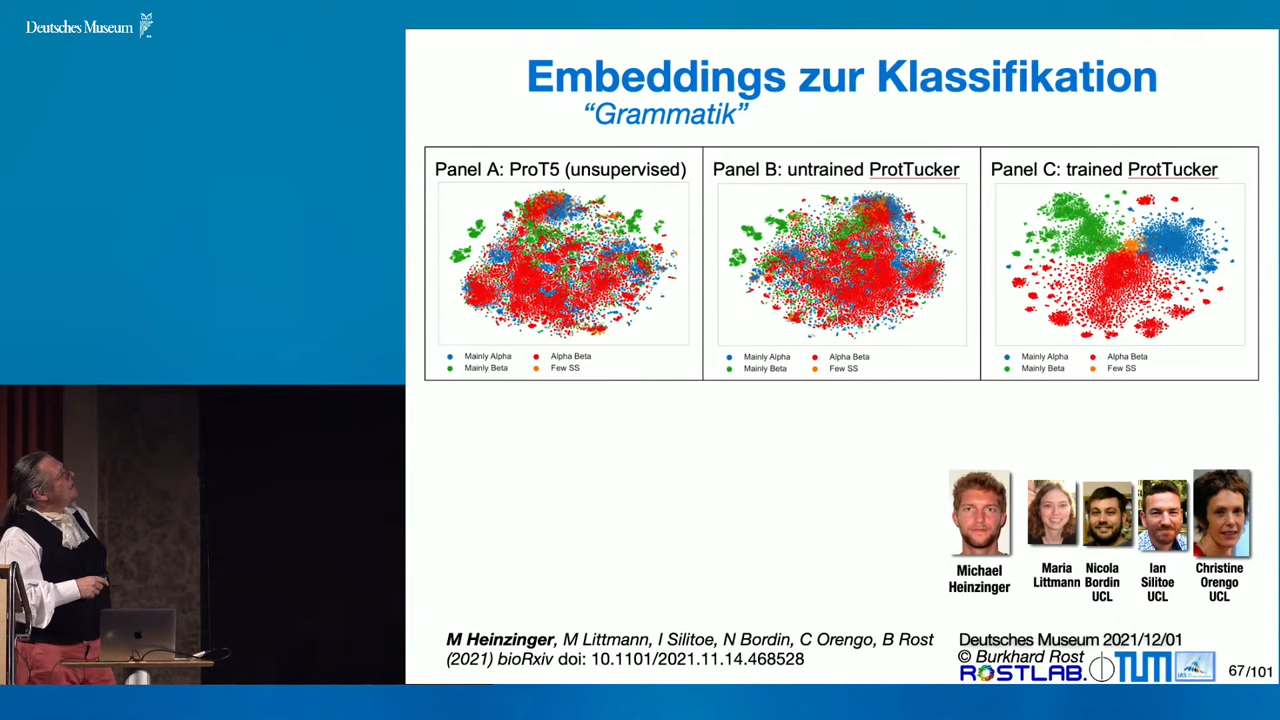 Deutsches Museum
Embeddings zur Klassifikation
“Grammatik”
Panel A: ProT5 (unsupervised)
Mainly Alpha
Alpha Beta
Mainly Beta
Few SS
Panel B: untrained ProtTucker
Mainly Alpha
Alpha Beta
Mainly Beta
Few SS
Panel C: trained ProtTucker
Mainly Alpha
Alpha Beta
Mainly Beta
Few SS
Michael
Heinzinger
Maria
Littmann
Nicola
Bordin
UCL
Ian
Silitoe
UCL
Christine
Orengo
UCL
M Heinzinger, M Littmann, I Silitoe, N Bordin, C Orengo, B Rost
(2021) bioRxiv doi: 10.1101/2021.11.14.468528
Deutsches Museum 2021/12/01
© Burkhard Rost
ROSTLAB.
TUM
IAS
67/101